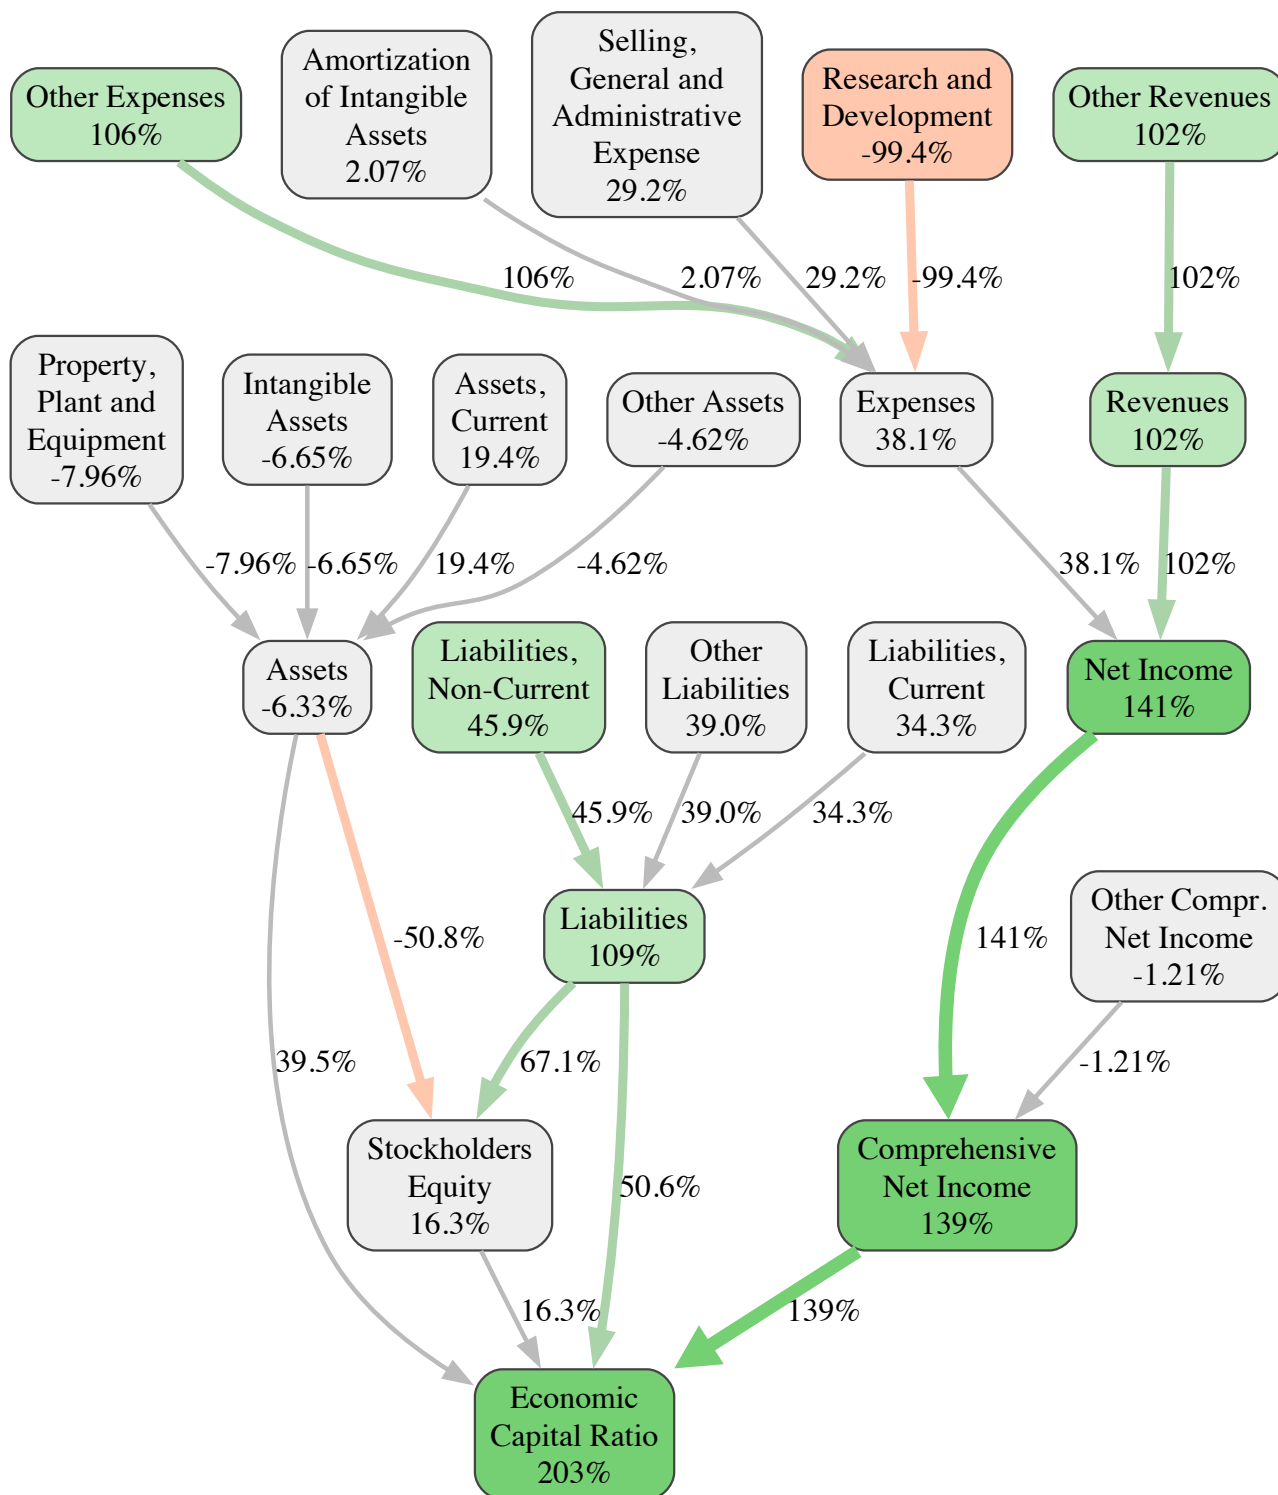 Other Expenses
106%
Amortization
of Intangible
Assets
2.07%
Selling,
General and
Administrative
Expense
29.2%
Research and
Development
-99.4%
Other Revenues
102%
106%
2.07%
29.2%
-99.4%
102%
Property,
Plant and
Equipment
-7.96%
Intangible
Assets
-6.65%
Assets,
Current
19.4%
Other Assets
-4.62%
Expenses
38.1%
Revenues
102%
-7.96%
-6.65%
19.4%
-4.62%
38.1%
102%
Assets
-6.33%
Liabilities,
Non-Current
45.9%
Other
Liabilities
39.0%
Liabilities,
Current
34.3%
Net Income
141%
45.9%
39.0%
34.3%
Liabilities
109%
-50.8%
141%
Other Compr.
Net Income
-1.21%
39.5%
67.1%
-1.21%
Stockholders
Equity
16.3%
50.6%
Comprehensive
Net Income
139%
16.3%
139%
Economic
Capital Ratio
203%